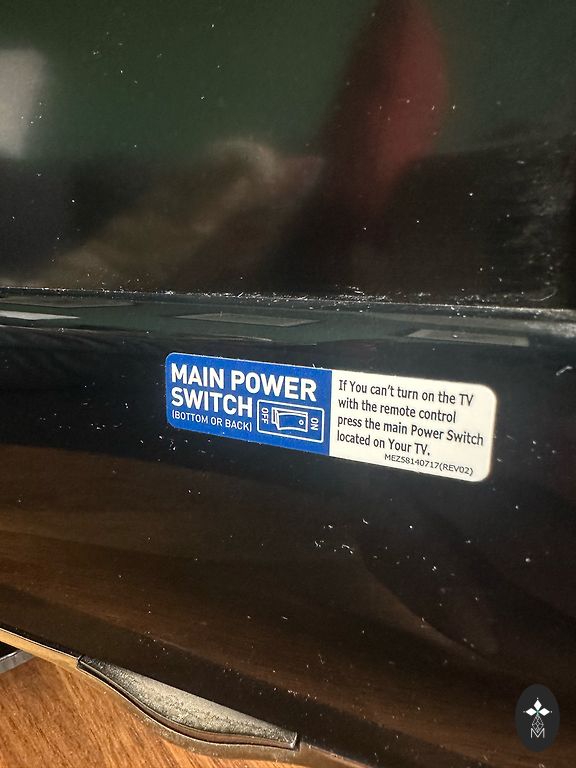 MAIN POWER
SWITCH
(BOTTOM OR BACK)
OFF
ON
If You can't turn on the TV
with the remote control
press the main Power Switch
located on Your TV.
MEZ58140717(REV02)
M